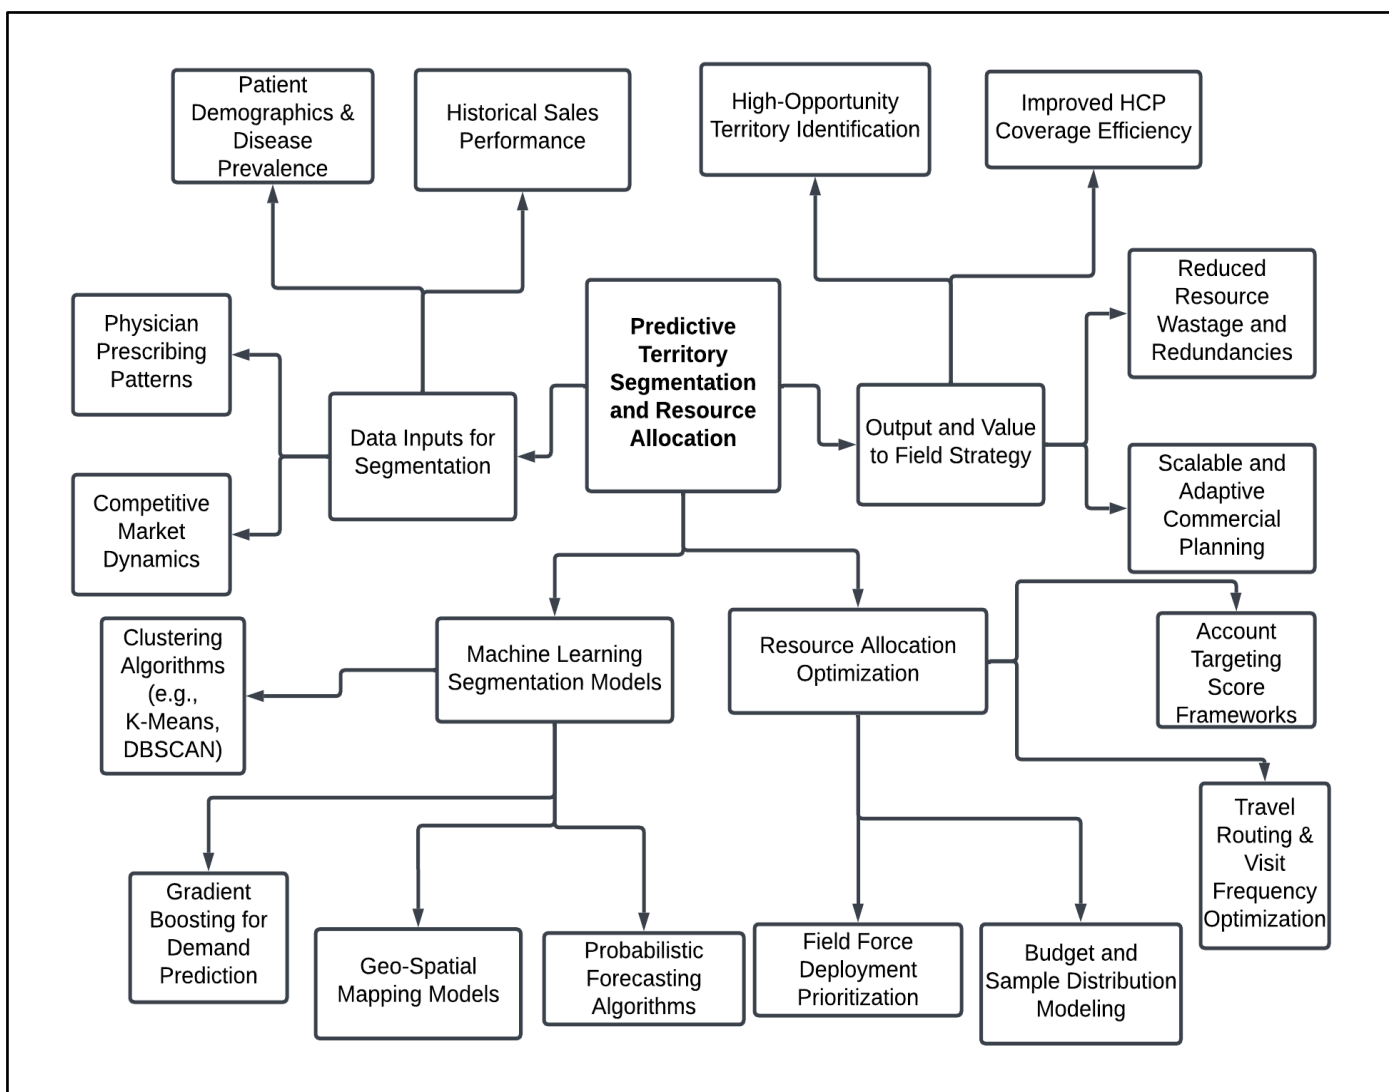 Patient
Demographics &
Disease
Prevalence
Historical Sales
Performance
High-Opportunity
Territory Identification
Improved HCP
Coverage Efficiency
Physician
Prescribing
Patterns
Predictive
Territory
Segmentation
and Resource
Allocation
Reduced
Resource
Wastage and
Redundancies
Data Inputs for
Segmentation
Output and Value
to Field Strategy
Competitive
Market
Dynamics
Scalable and
Adaptive
Commercial
Planning
Clustering
Algorithms
(e.g.,
K-Means,
DBSCAN)
Machine Learning
Segmentation Models
Resource Allocation
Optimization
Account
Targeting
Score
Frameworks
Travel
Routing &
Visit
Frequency
Optimization
Gradient
Boosting for
Demand
Prediction
Geo-Spatial
Mapping Models
Probabilistic
Forecasting
Algorithms
Field Force
Deployment
Prioritization
Budget and
Sample Distribution
Modeling